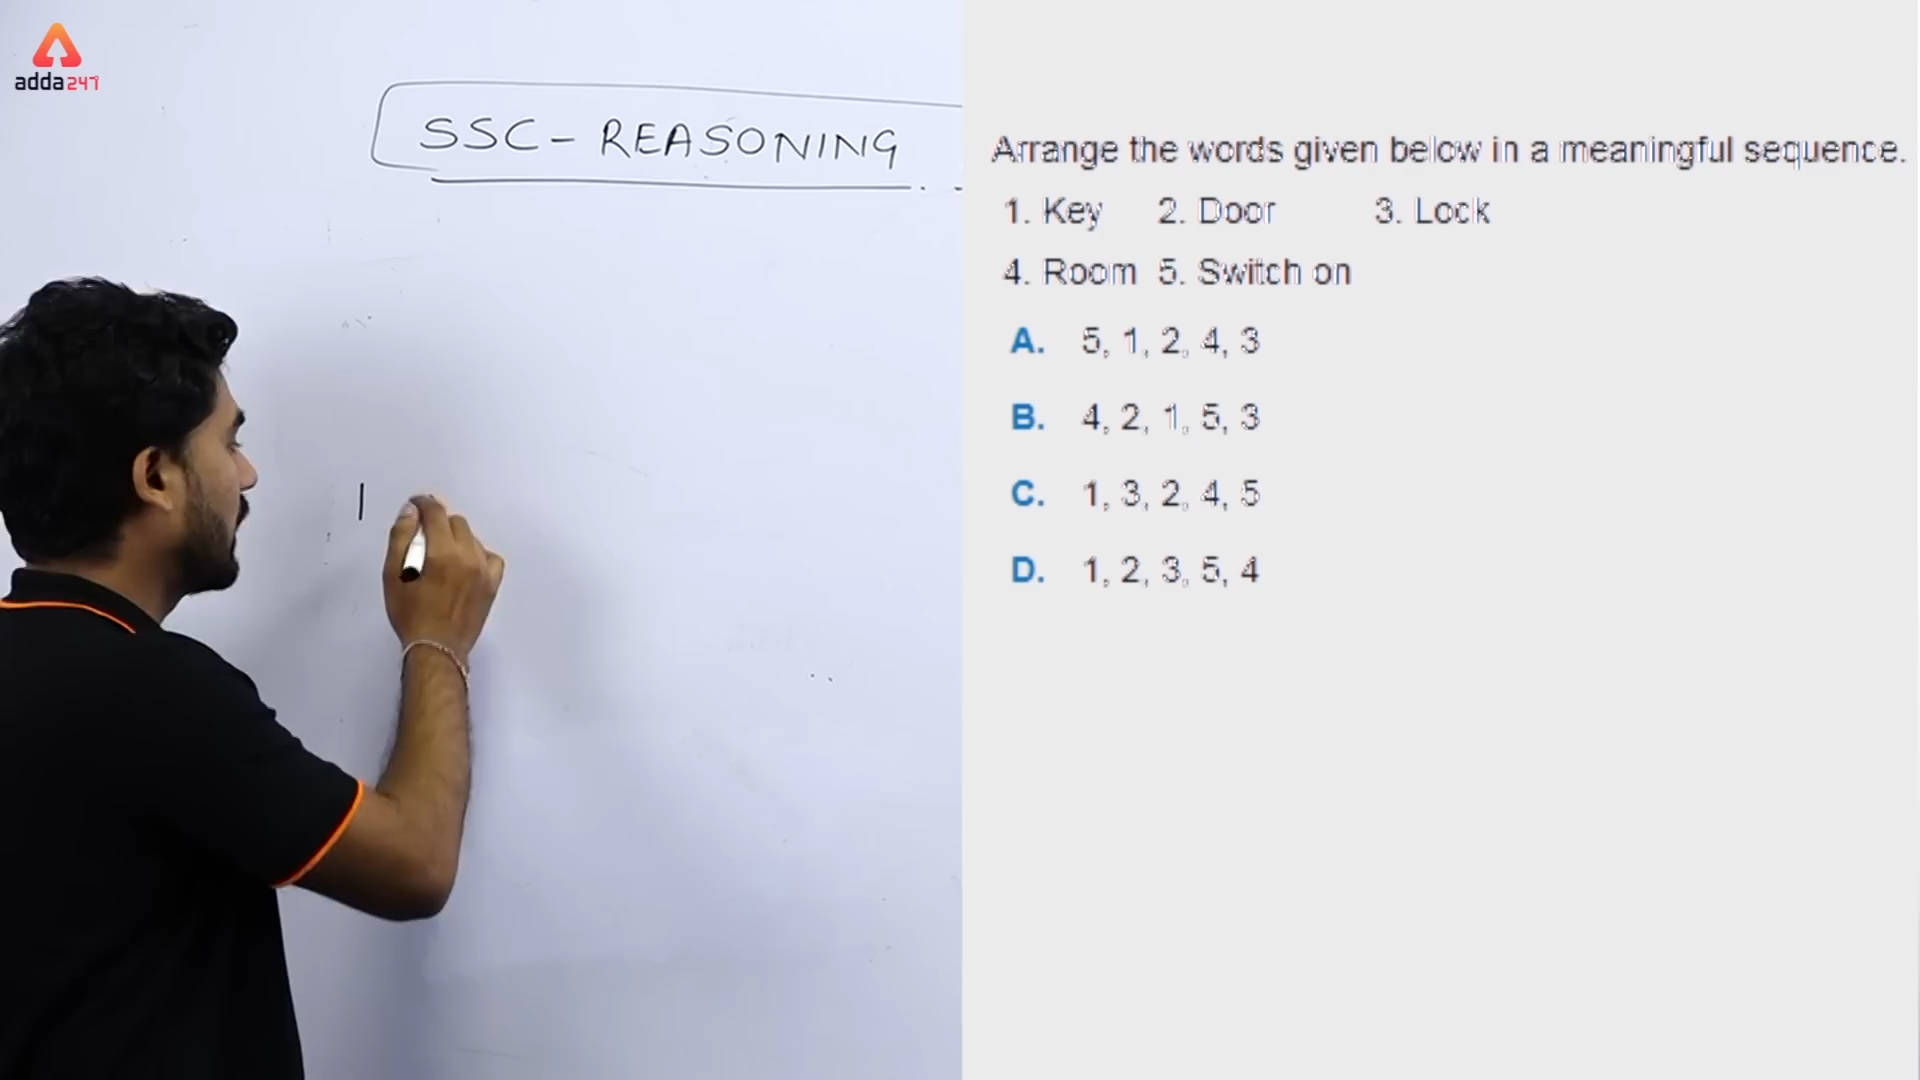 adda247
SSC - REASONING
1
Arrange the words given below in a meaningful sequence.
1. Key 2. Door 3. Lock
4. Room 5. Switch on
A. 5, 1, 2, 4, 3
B. 4, 2, 1, 5, 3
C. 1, 3, 2, 4, 5
D. 1, 2, 3, 5, 4